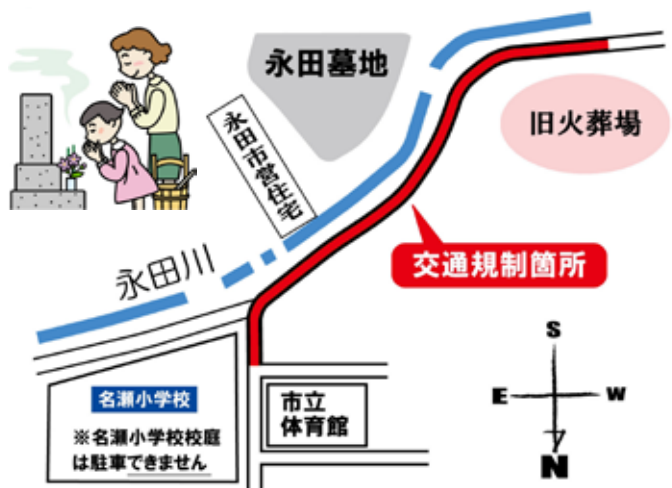 永田墓地
旧火葬場
永田市営住宅
交通規制箇所
永田川
名瀬小学校
※名瀬小学校校庭
は駐車できません
市立
体育館
S
E
W
N